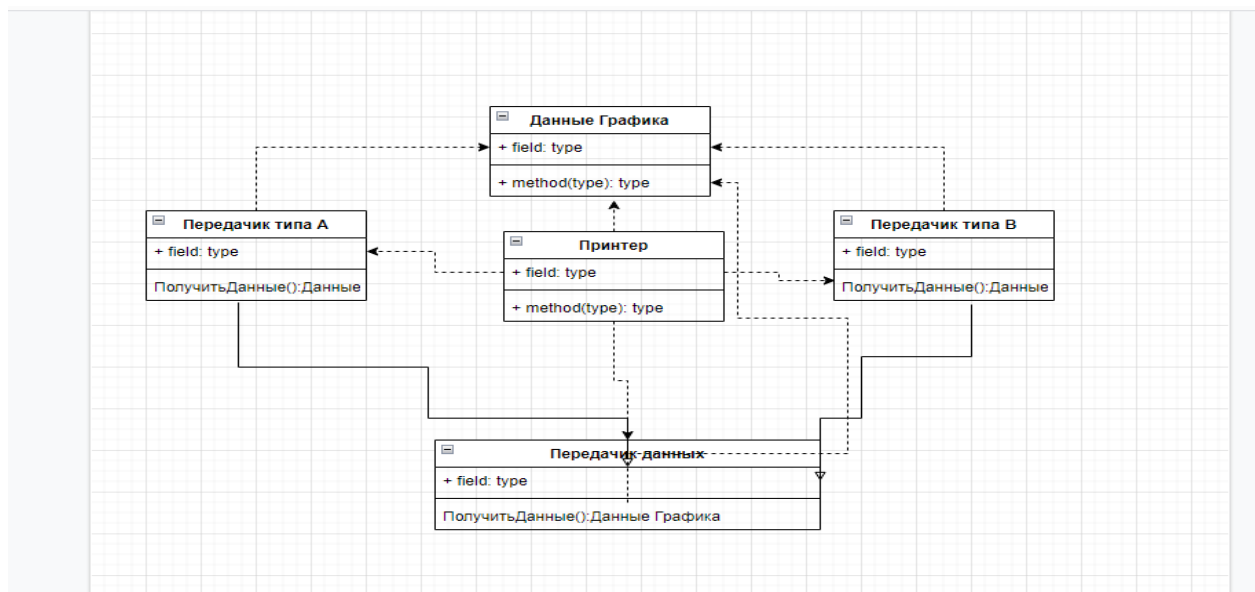 Данные Графика
+ field: type
+ method(type): type
Передачик типа А
+ field: type
ПолучитьДанные():Данные
Принтер
+ field: type
+ method(type): type
Передачик типа В
+ field: type
ПолучитьДанные():Данные
Передачик данных
+ field: type
ПолучитьДанные():Данные Графика